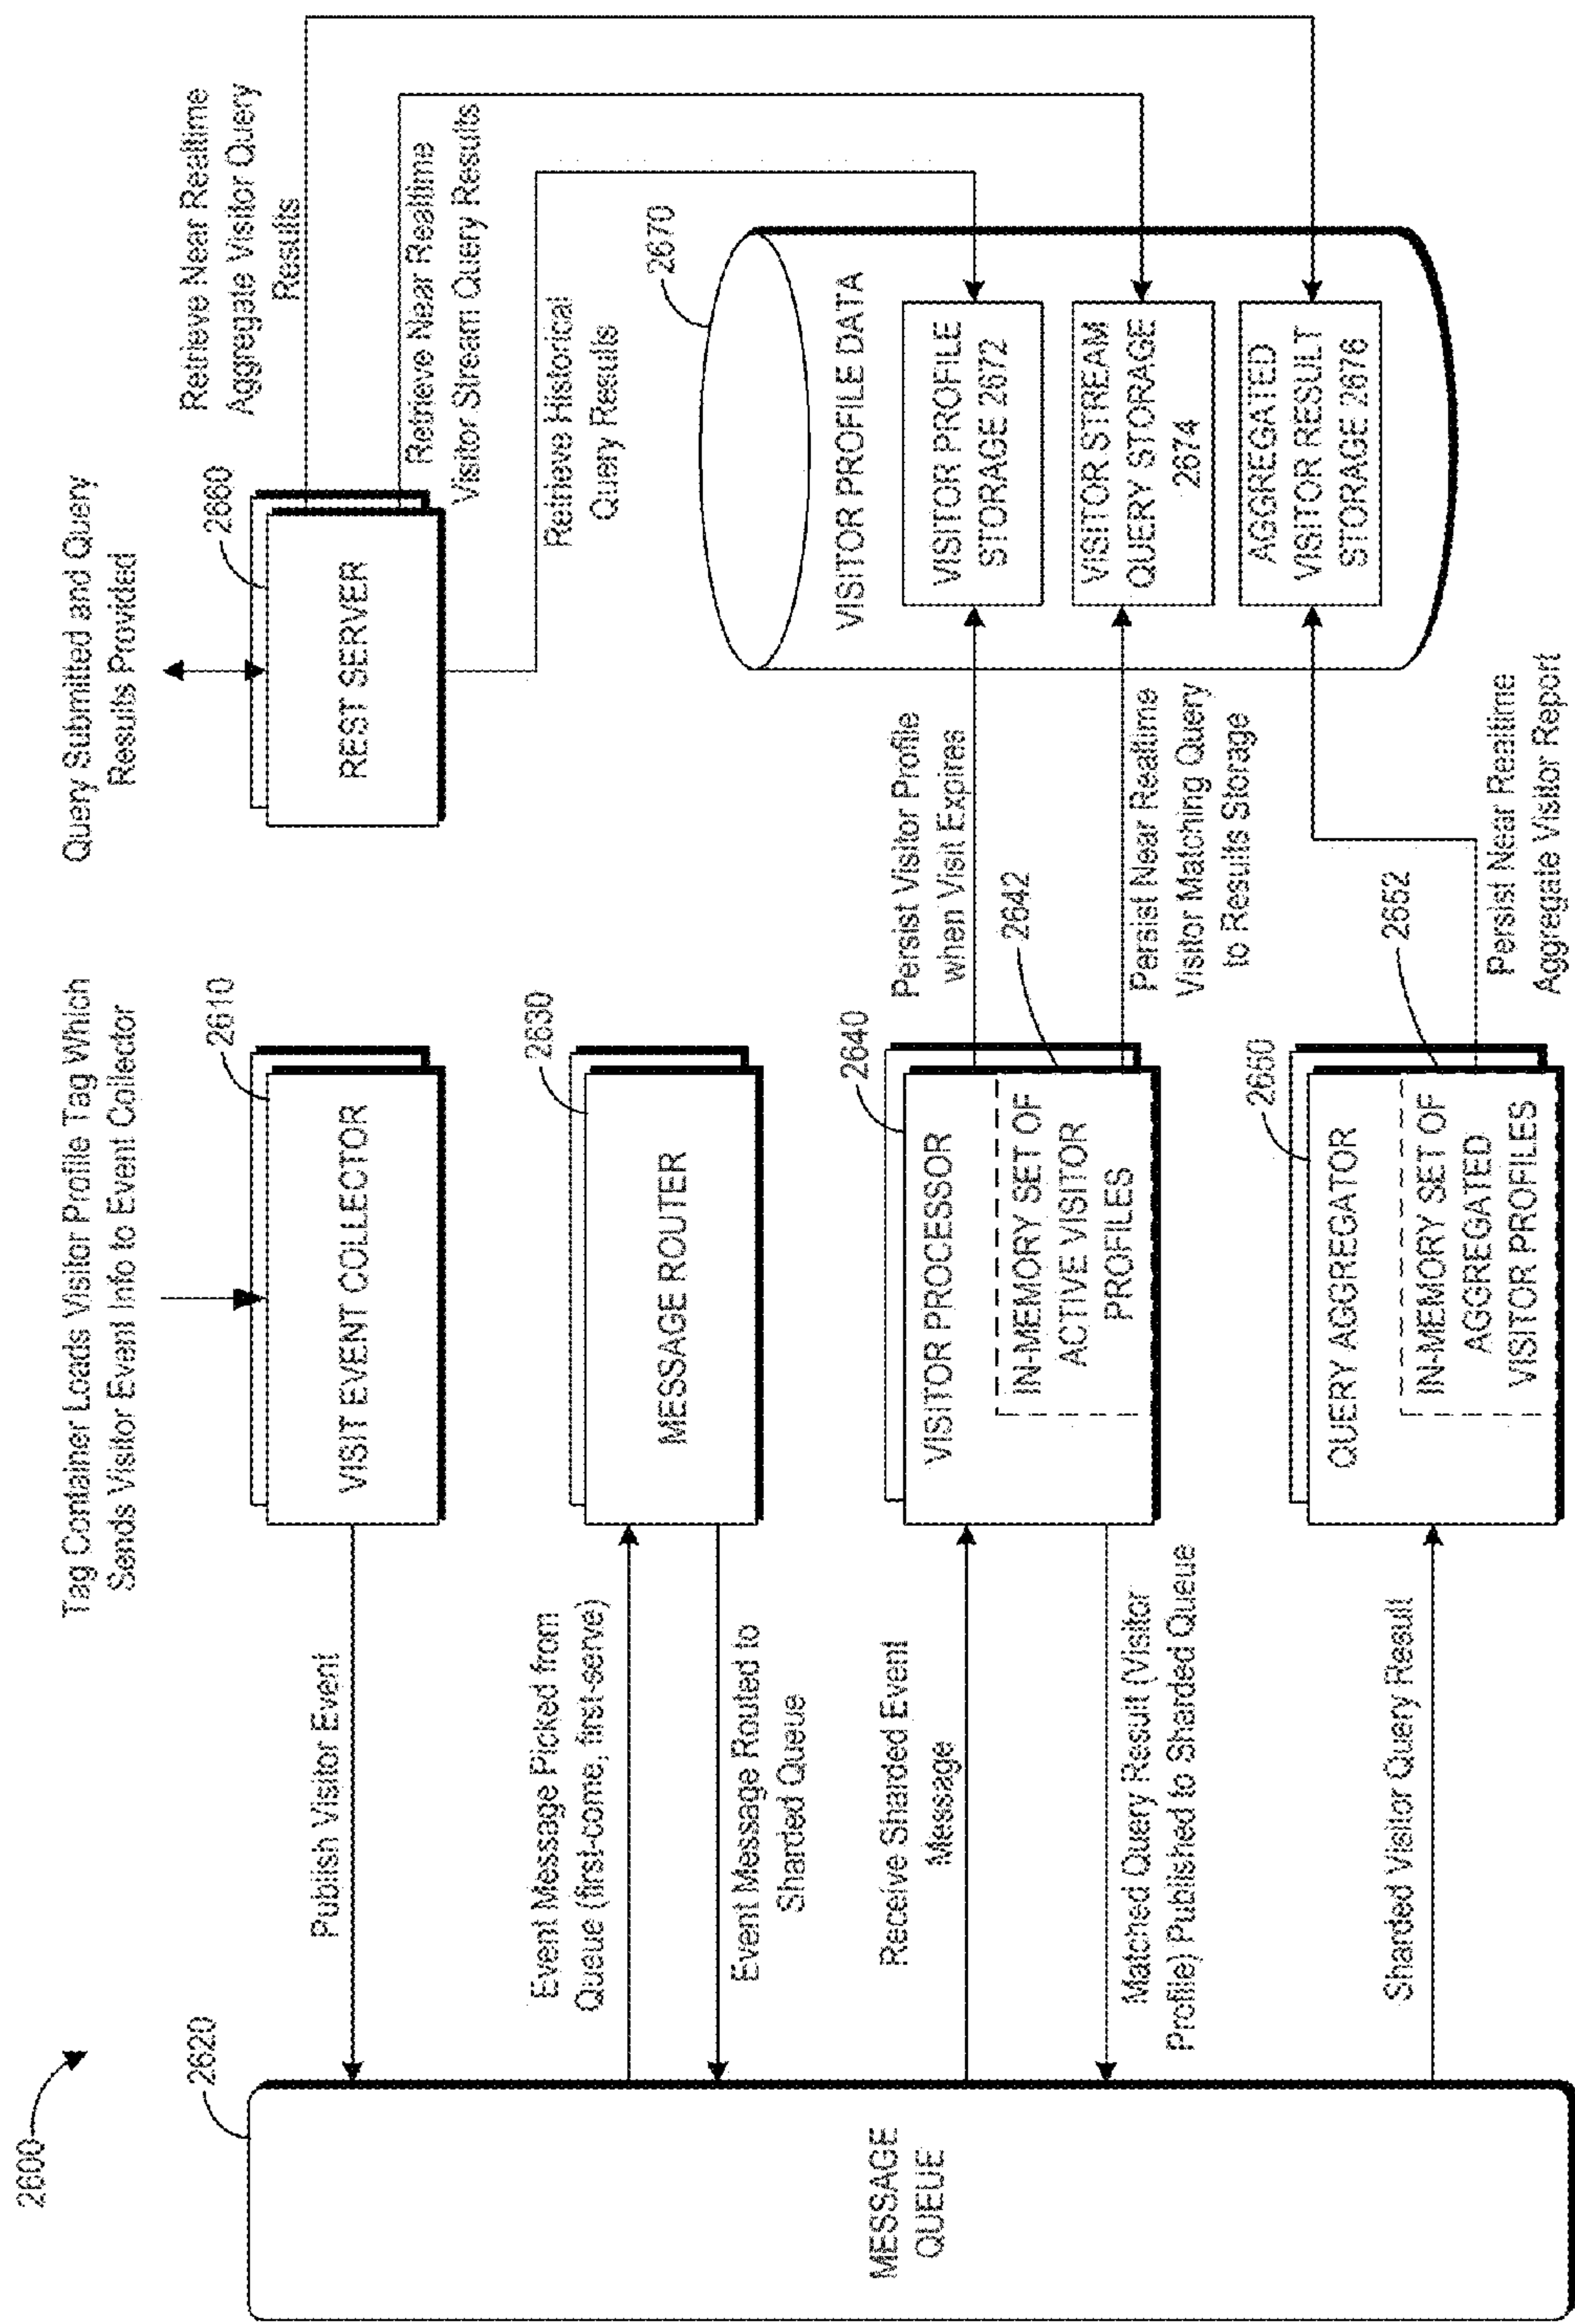 2600
2620
MESSAGE
QUEUE
Tag Container Loads Visitor Profile Tag Which
Sends Visitor Event Info to Event Collector
2610
VISIT EVENT COLLECTOR
Publish Visitor Event
2630
MESSAGE ROUTER
Event Message Picked from
Queue (first-come, first-serve)
Event Message Routed to
Sharded Queue
2640
VISITOR PROCESSOR
IN-MEMORY SET OF
ACTIVE VISITOR
PROFILES
2642
Receive Sharded Event
Message
Matched Query Result (Visitor
Profile) Published to Sharded Queue
2650
QUERY AGGREGATOR
IN-MEMORY SET OF
AGGREGATED
VISITOR PROFILES
2652
Sharded Visitor Query Result
Query Submitted and Query
Results Provided
2660
REST SERVER
Retrieve Near Realtime
Aggregate Visitor Query
Results
Retrieve Near Realtime
Visitor Stream Query Results
Retrieve Historical
Query Results
2670
VISITOR PROFILE DATA
VISITOR PROFILE
STORAGE 2672
VISITOR STREAM
QUERY STORAGE
2674
AGGREGATED
VISITOR RESULT
STORAGE 2676
Persist Visitor Profile
when Visit Expires
Persist Near Realtime
Visitor Matching Query
to Results Storage
Persist Near Realtime
Aggregate Visitor Report